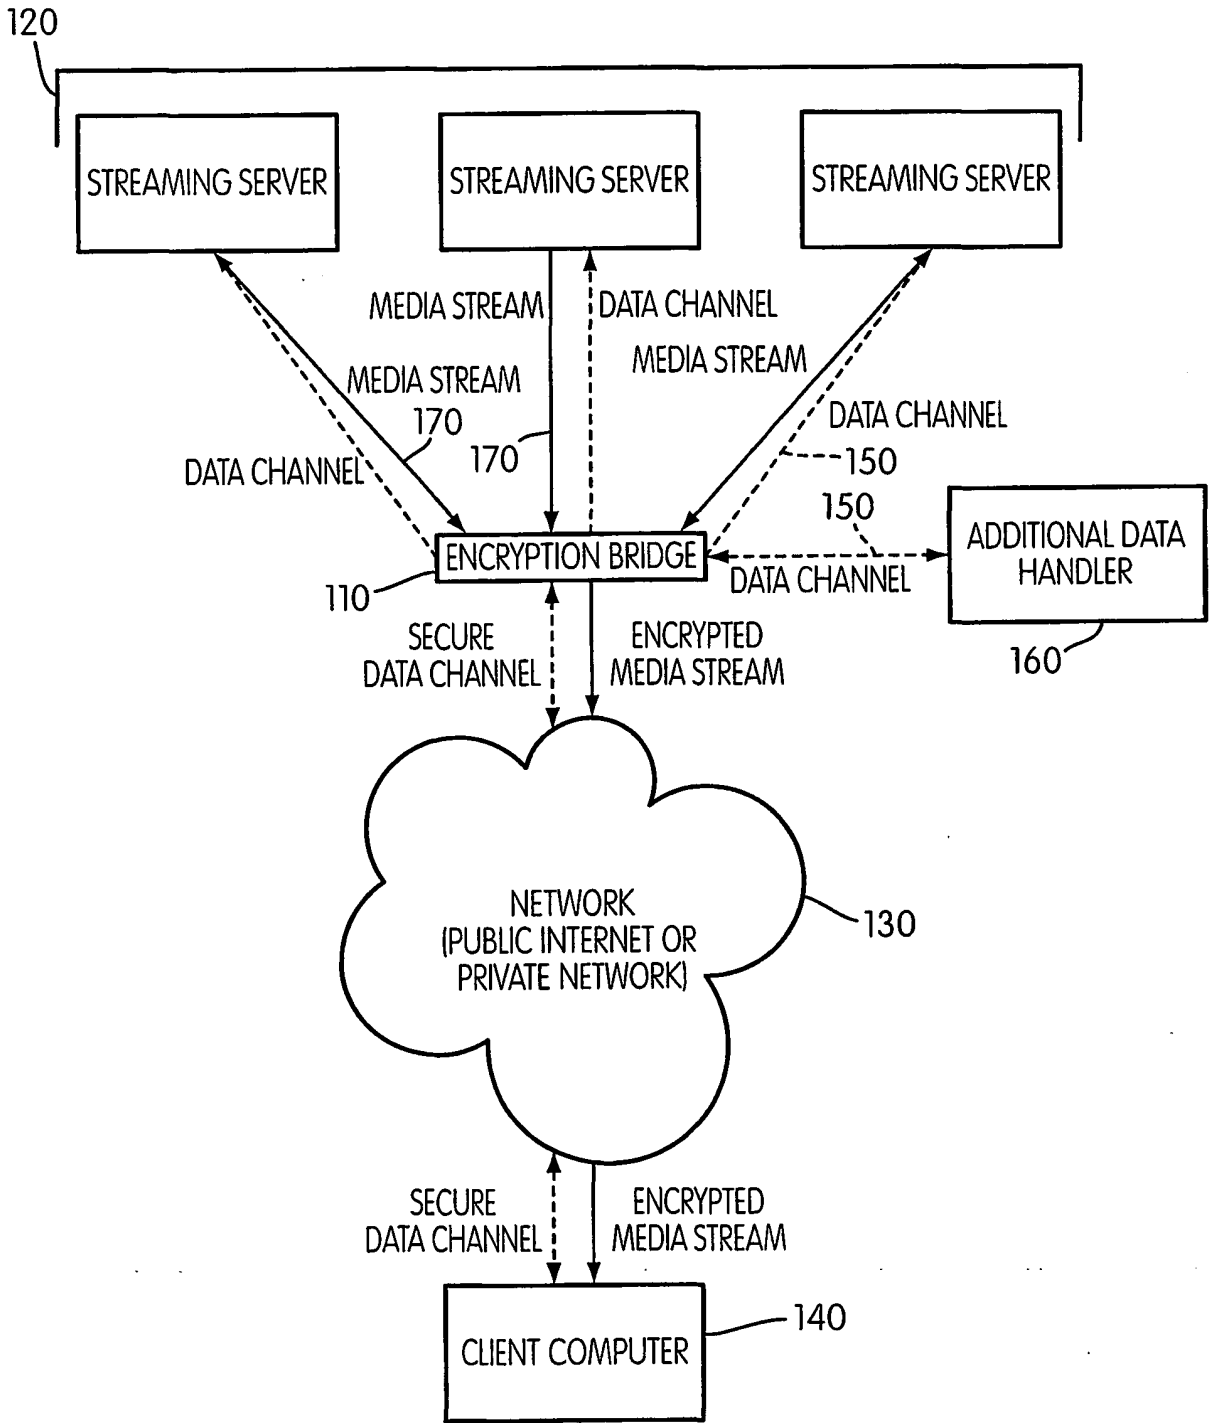 120
STREAMING SERVER
STREAMING SERVER
STREAMING SERVER
MEDIA STREAM
DATA CHANNEL
MEDIA STREAM
MEDIA STREAM
170
DATA CHANNEL
170
DATA CHANNEL
150
150
ENCRYPTION BRIDGE
110
DATA CHANNEL
ADDITIONAL DATA
HANDLER
160
SECURE
DATA CHANNEL
ENCRYPTED
MEDIA STREAM
NETWORK
(PUBLIC INTERNET OR
PRIVATE NETWORK)
130
SECURE
DATA CHANNEL
ENCRYPTED
MEDIA STREAM
CLIENT COMPUTER
140